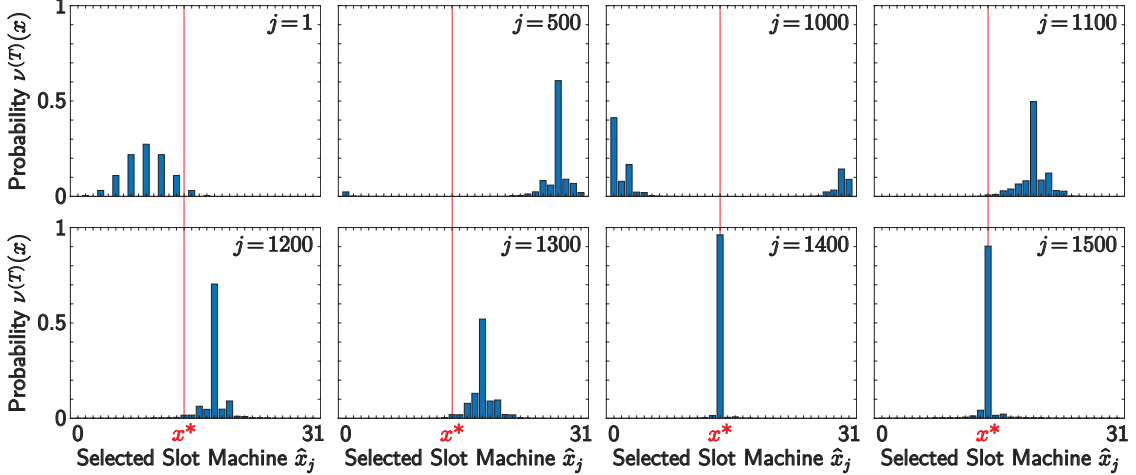 1
0.5
0
Probability ν^(T)(x)
j=1
j=500
j=1000
j=1100
1
0.5
0
Probability ν^(T)(x)
j=1200
j=1300
j=1400
j=1500
0 x* 31
0 x* 31
0 x* 31
0 x* 31
Selected Slot Machine x̂_j
Selected Slot Machine x̂_j
Selected Slot Machine x̂_j
Selected Slot Machine x̂_j